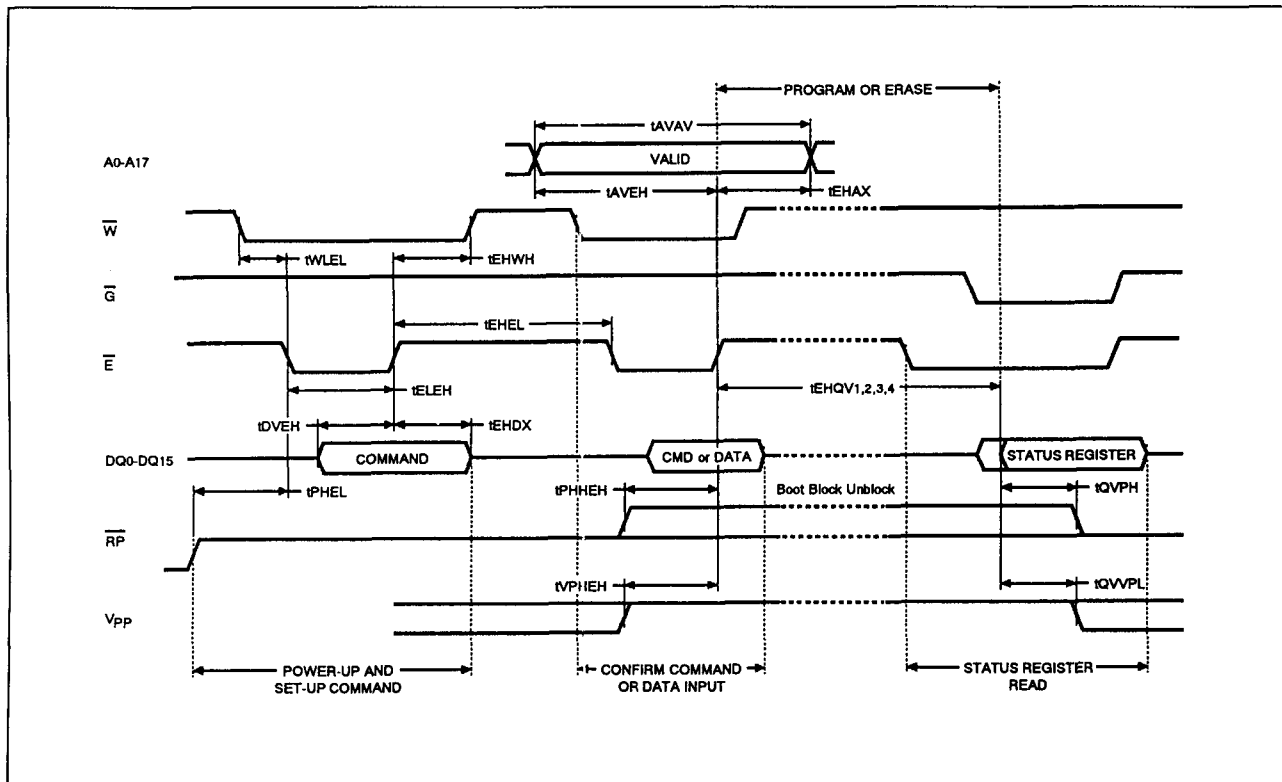 PROGRAM OR ERASE
tAVAV
A0-A17
VALID
tAVEH
tEHAX
W
tWLEL
tEHWH
G
tEHEL
E
tELEH
tEHQV1,2,3,4
tDVEH
tEHDX
DQ0-DQ15
COMMAND
CMD or DATA
STATUS REGISTER
tPHEL
tPHHEH
Boot Block Unblock
tQVPH
RP
tVPHEH
tQVVPL
VPP
POWER-UP AND
SET-UP COMMAND
CONFIRM COMMAND
OR DATA INPUT
STATUS REGISTER
READ